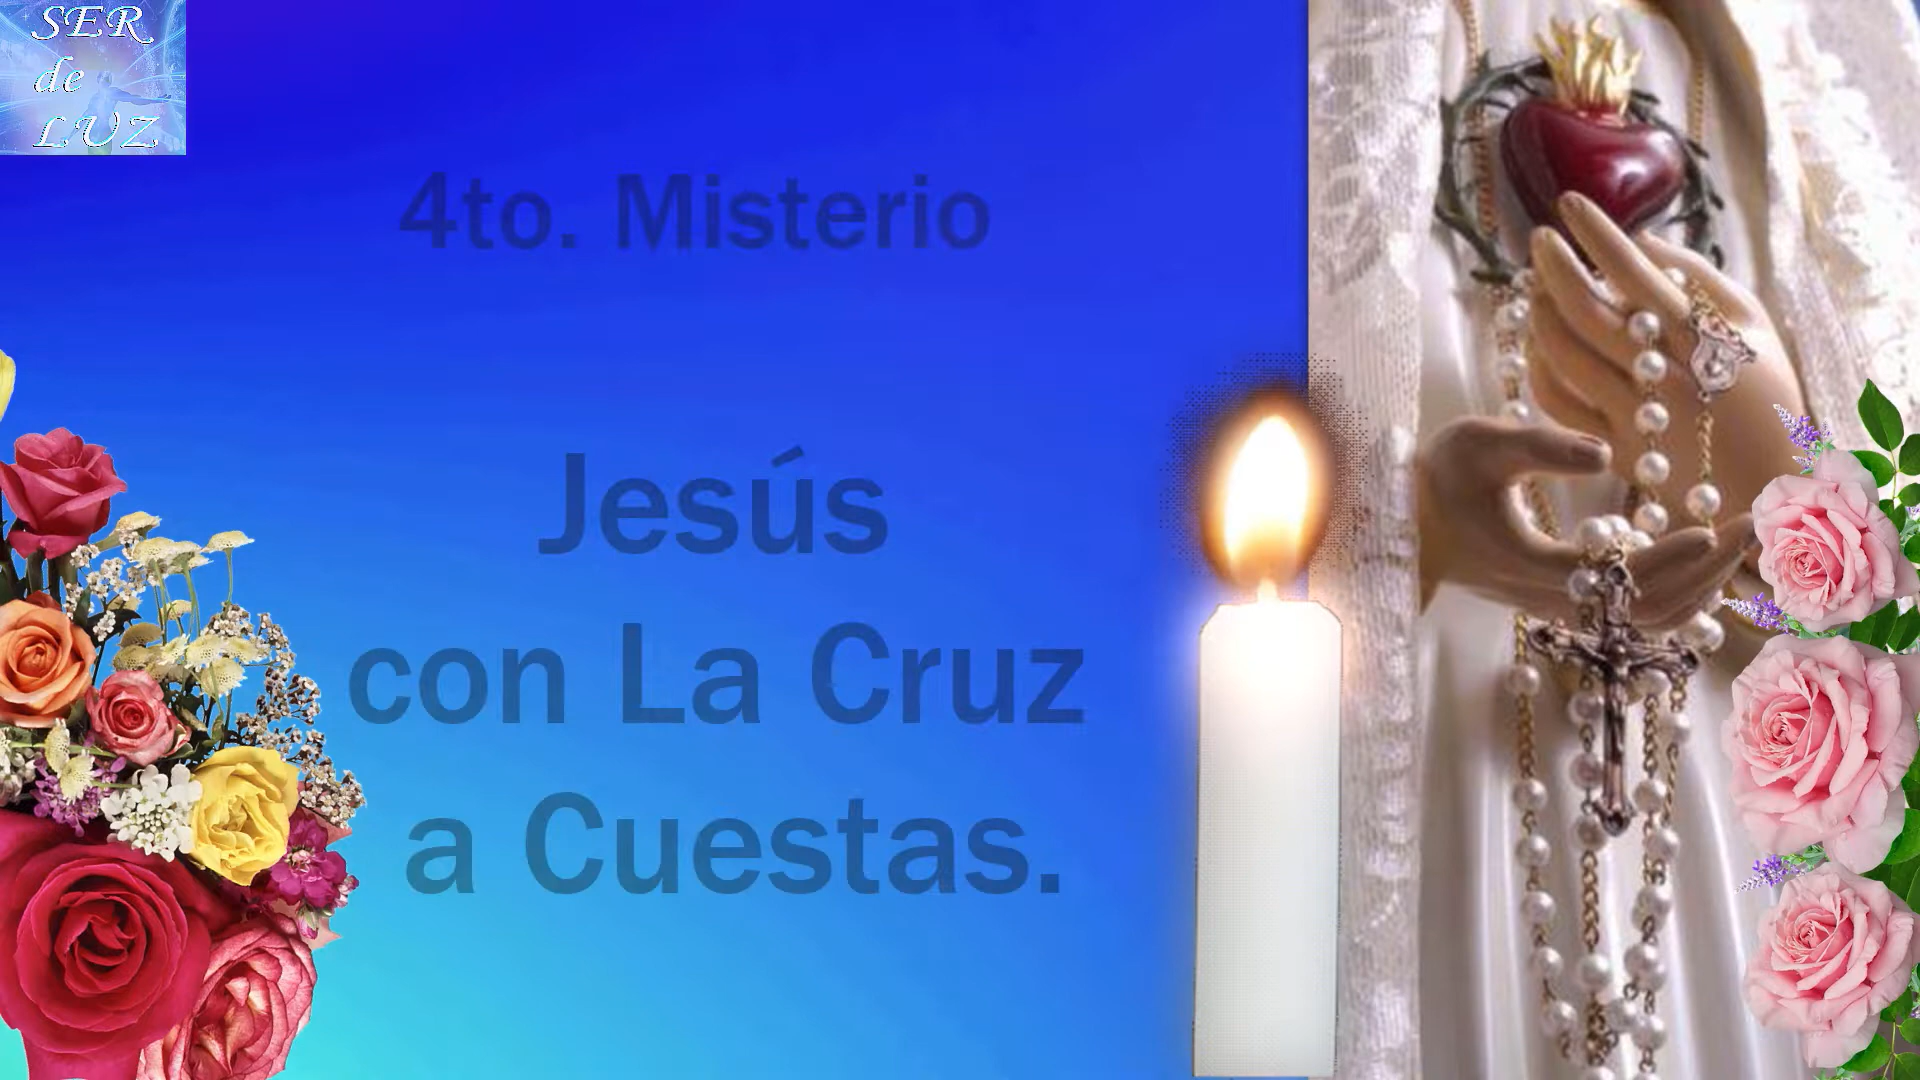 SER
de
LUZ
4to. Misterio
Jesús
con La Cruz
a Cuestas.